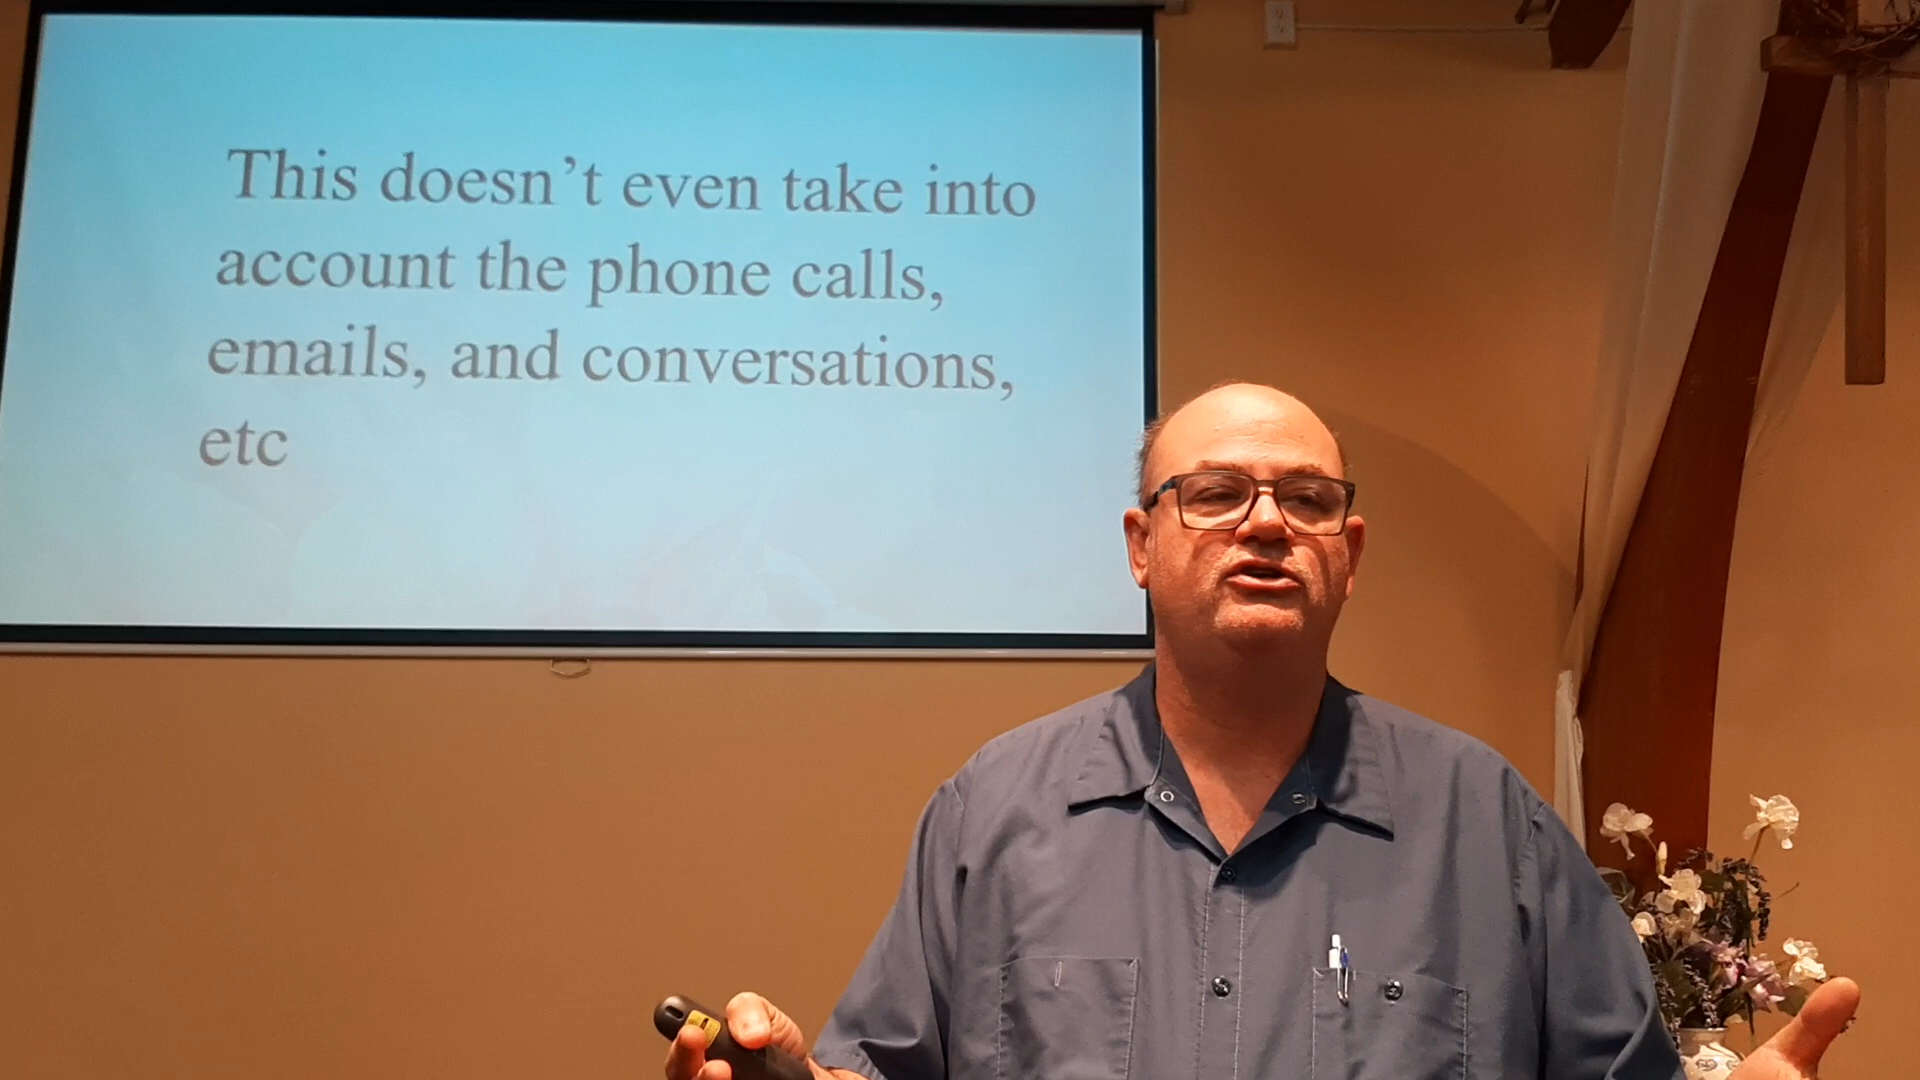 This doesn’t even take into
account the phone calls,
emails, and conversations,
etc